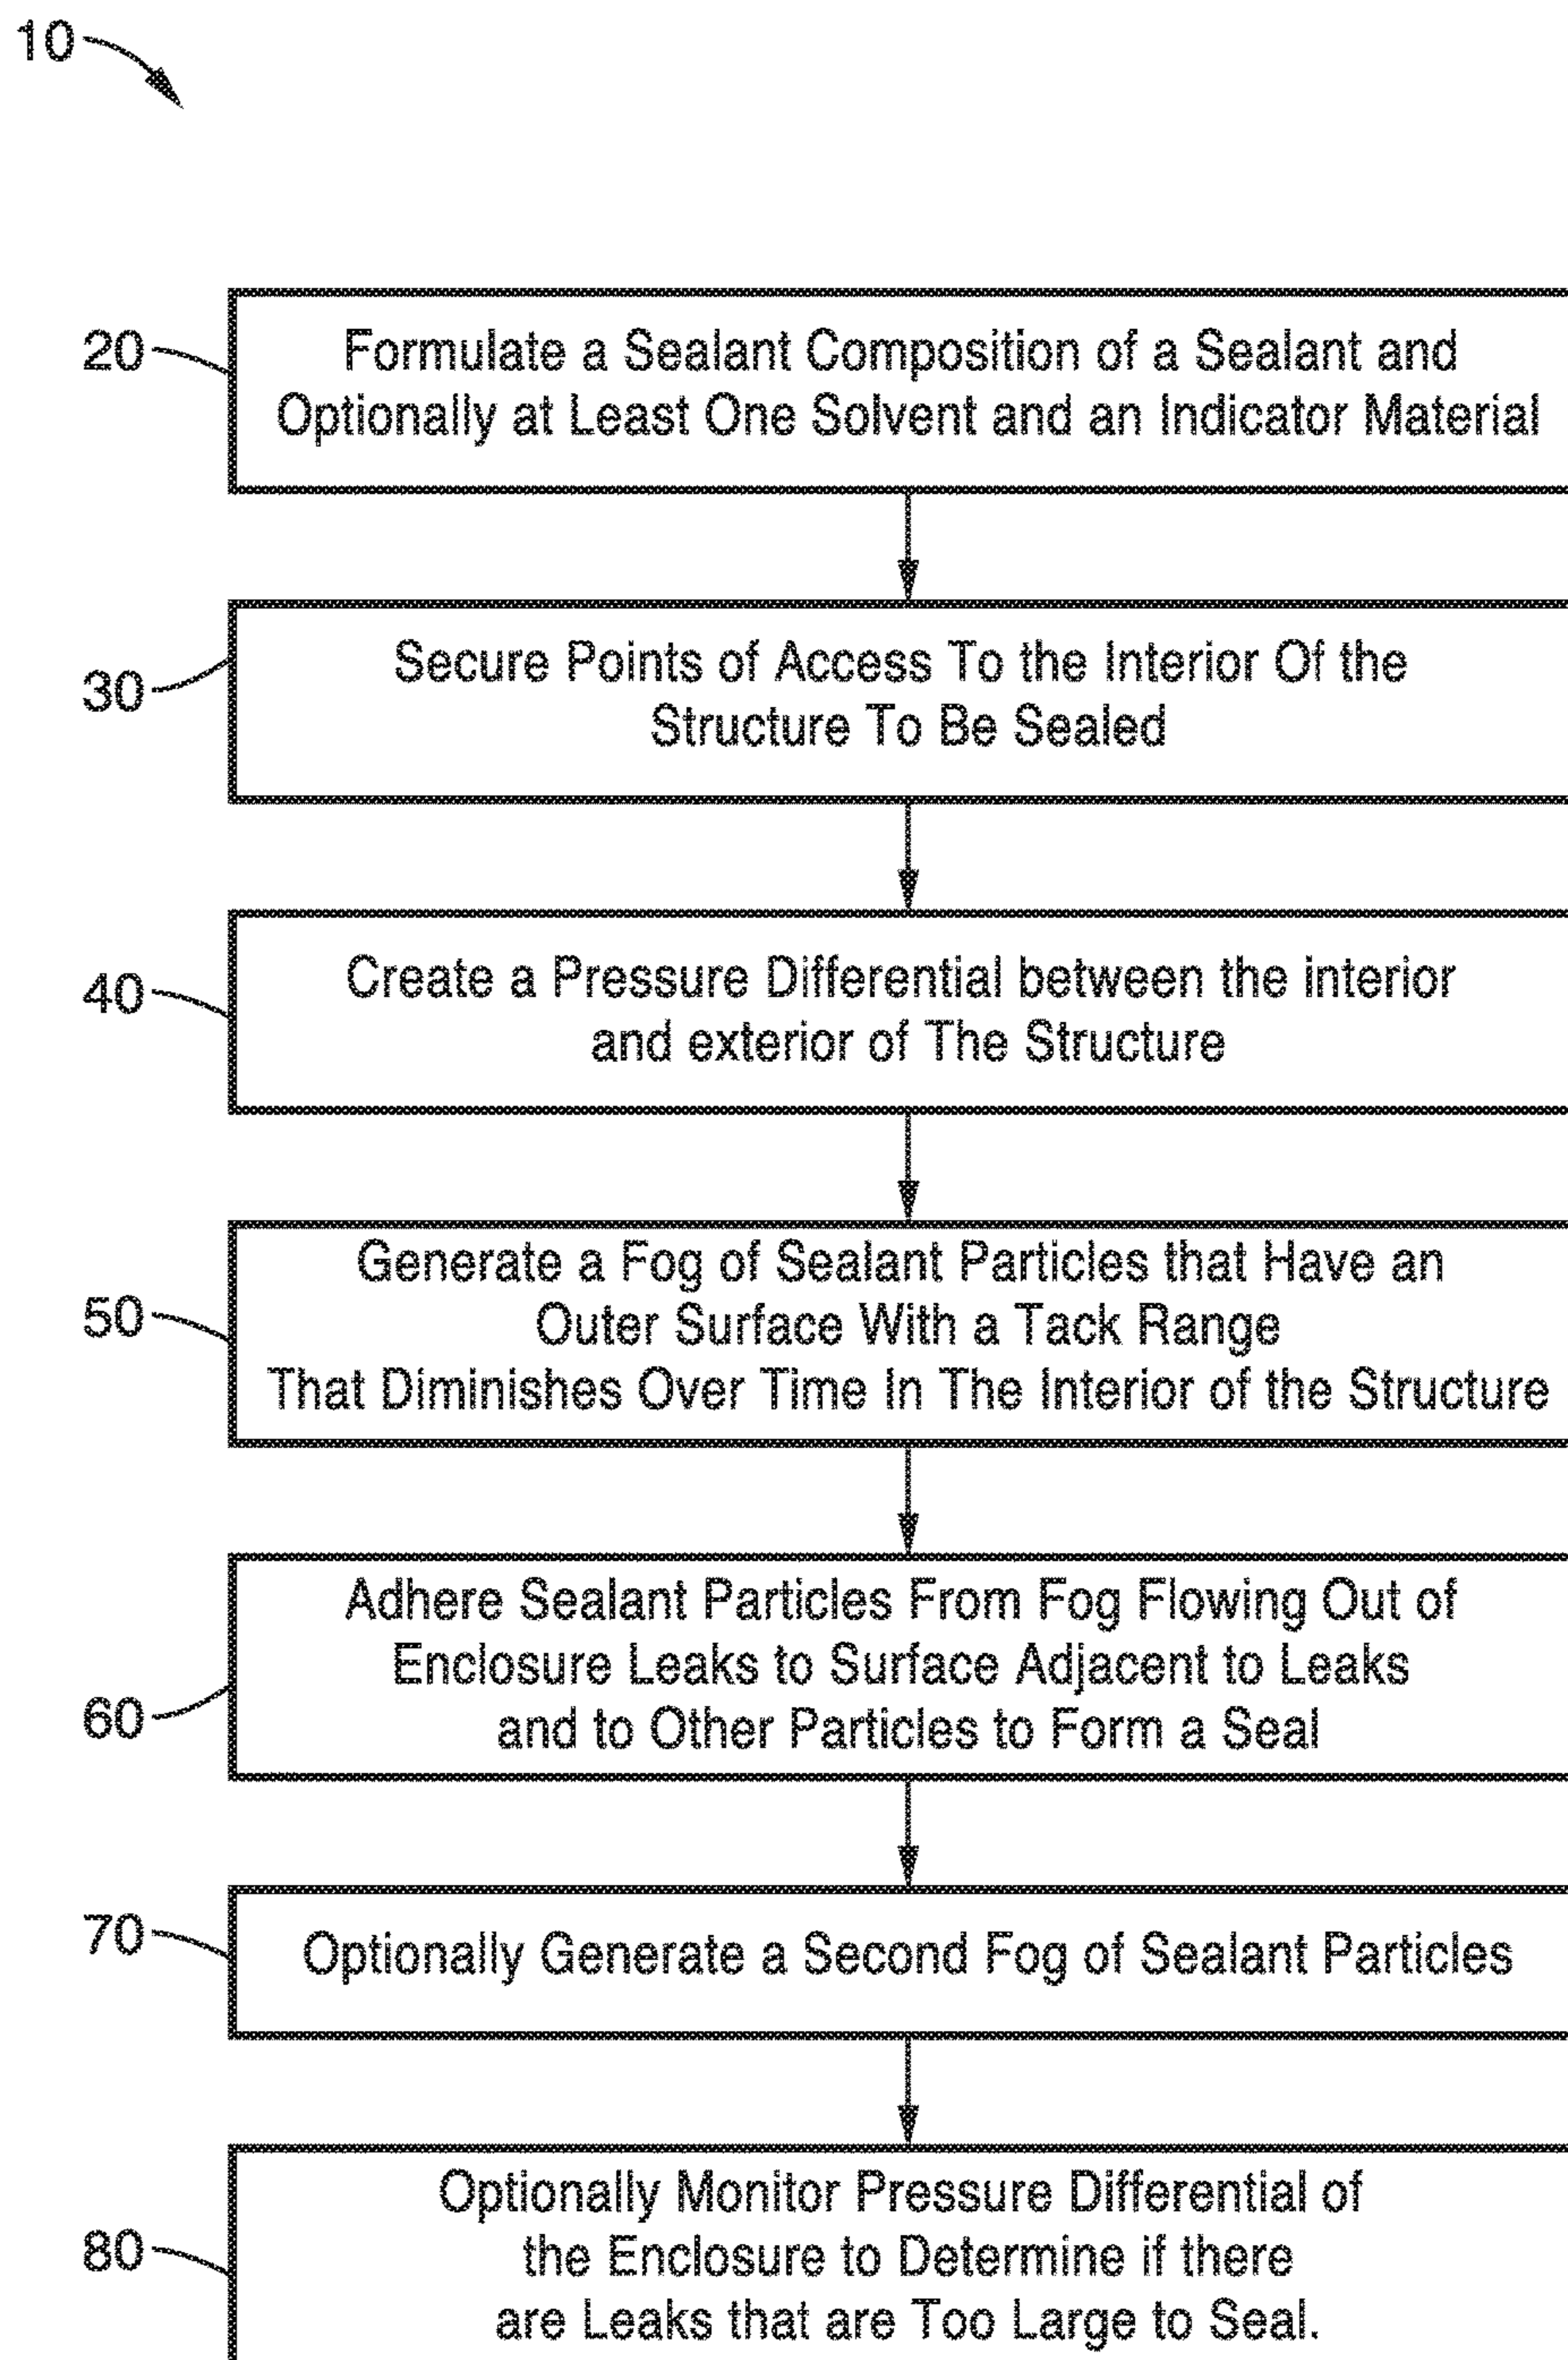 10
20
Formulate a Sealant Composition of a Sealant and
Optionally at Least One Solvent and an Indicator Material
30
Secure Points of Access To the Interior Of the
Structure To Be Sealed
40
Create a Pressure Differential between the interior
and exterior of The Structure
50
Generate a Fog of Sealant Particles that Have an
Outer Surface With a Tack Range
That Diminishes Over Time In The Interior of the Structure
60
Adhere Sealant Particles From Fog Flowing Out of
Enclosure Leaks to Surface Adjacent to Leaks
and to Other Particles to Form a Seal
70
Optionally Generate a Second Fog of Sealant Particles
80
Optionally Monitor Pressure Differential of
the Enclosure to Determine if there
are Leaks that are Too Large to Seal.